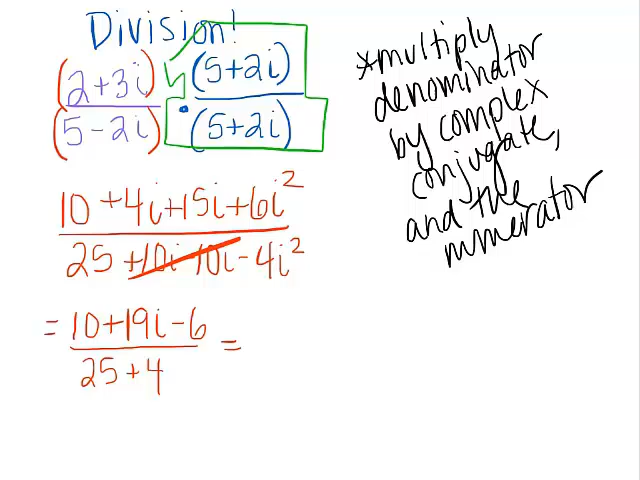 Division!
(2+3i) (5+2i)
(5-2i) · (5+2i)
10+4i+15i+6i²
25+10i-10i-4i²
= 10+19i-6 =
25+4
*multiply
denominator
by complex
conjugate,
and the
numerator